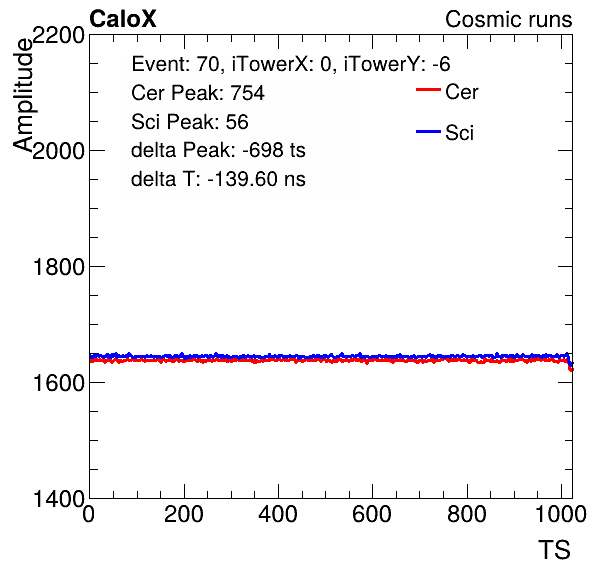 CaloX
Cosmic runs
Amplitude
2200
2000
1800
1600
1400
Event: 70, iTowerX: 0, iTowerY: -6
Cer Peak: 754
Sci Peak: 56
delta Peak: -698 ts
delta T: -139.60 ns
Cer
Sci
0 200 400 600 800 1000
TS